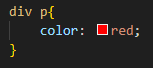 div p{
    color: red;
}